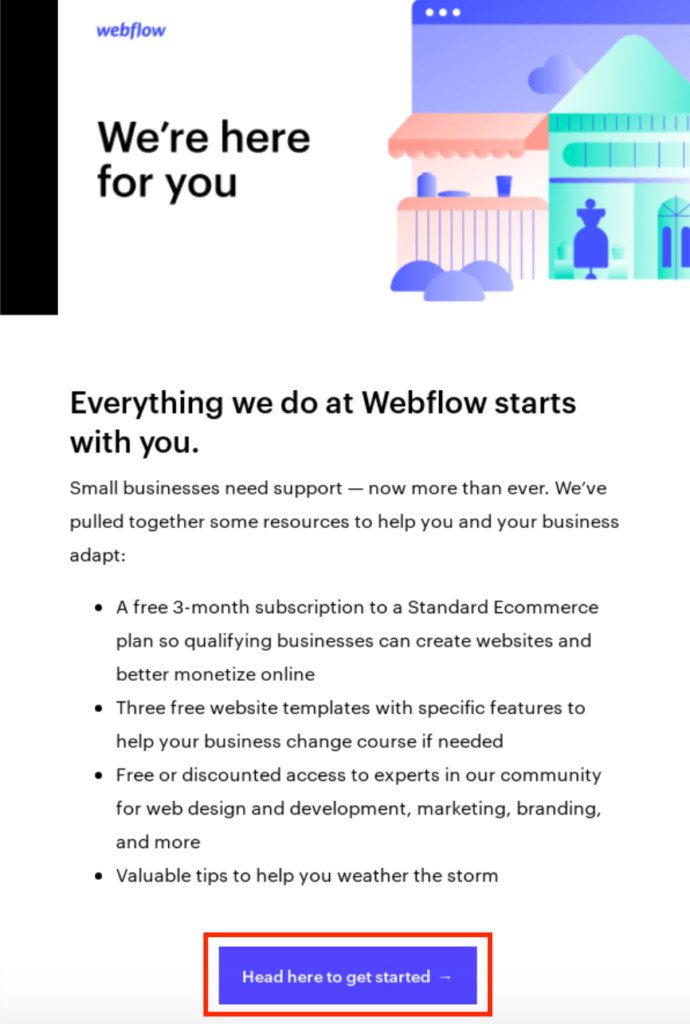 webflow
We're here
for you
Everything we do at Webflow starts
with you.
Small businesses need support — now more than ever. We've
pulled together some resources to help you and your business
adapt:
• A free 3-month subscription to a Standard Ecommerce
plan so qualifying businesses can create websites and
better monetize online
• Three free website templates with specific features to
help your business change course if needed
• Free or discounted access to experts in our community
for web design and development, marketing, branding,
and more
• Valuable tips to help you weather the storm
Head here to get started →